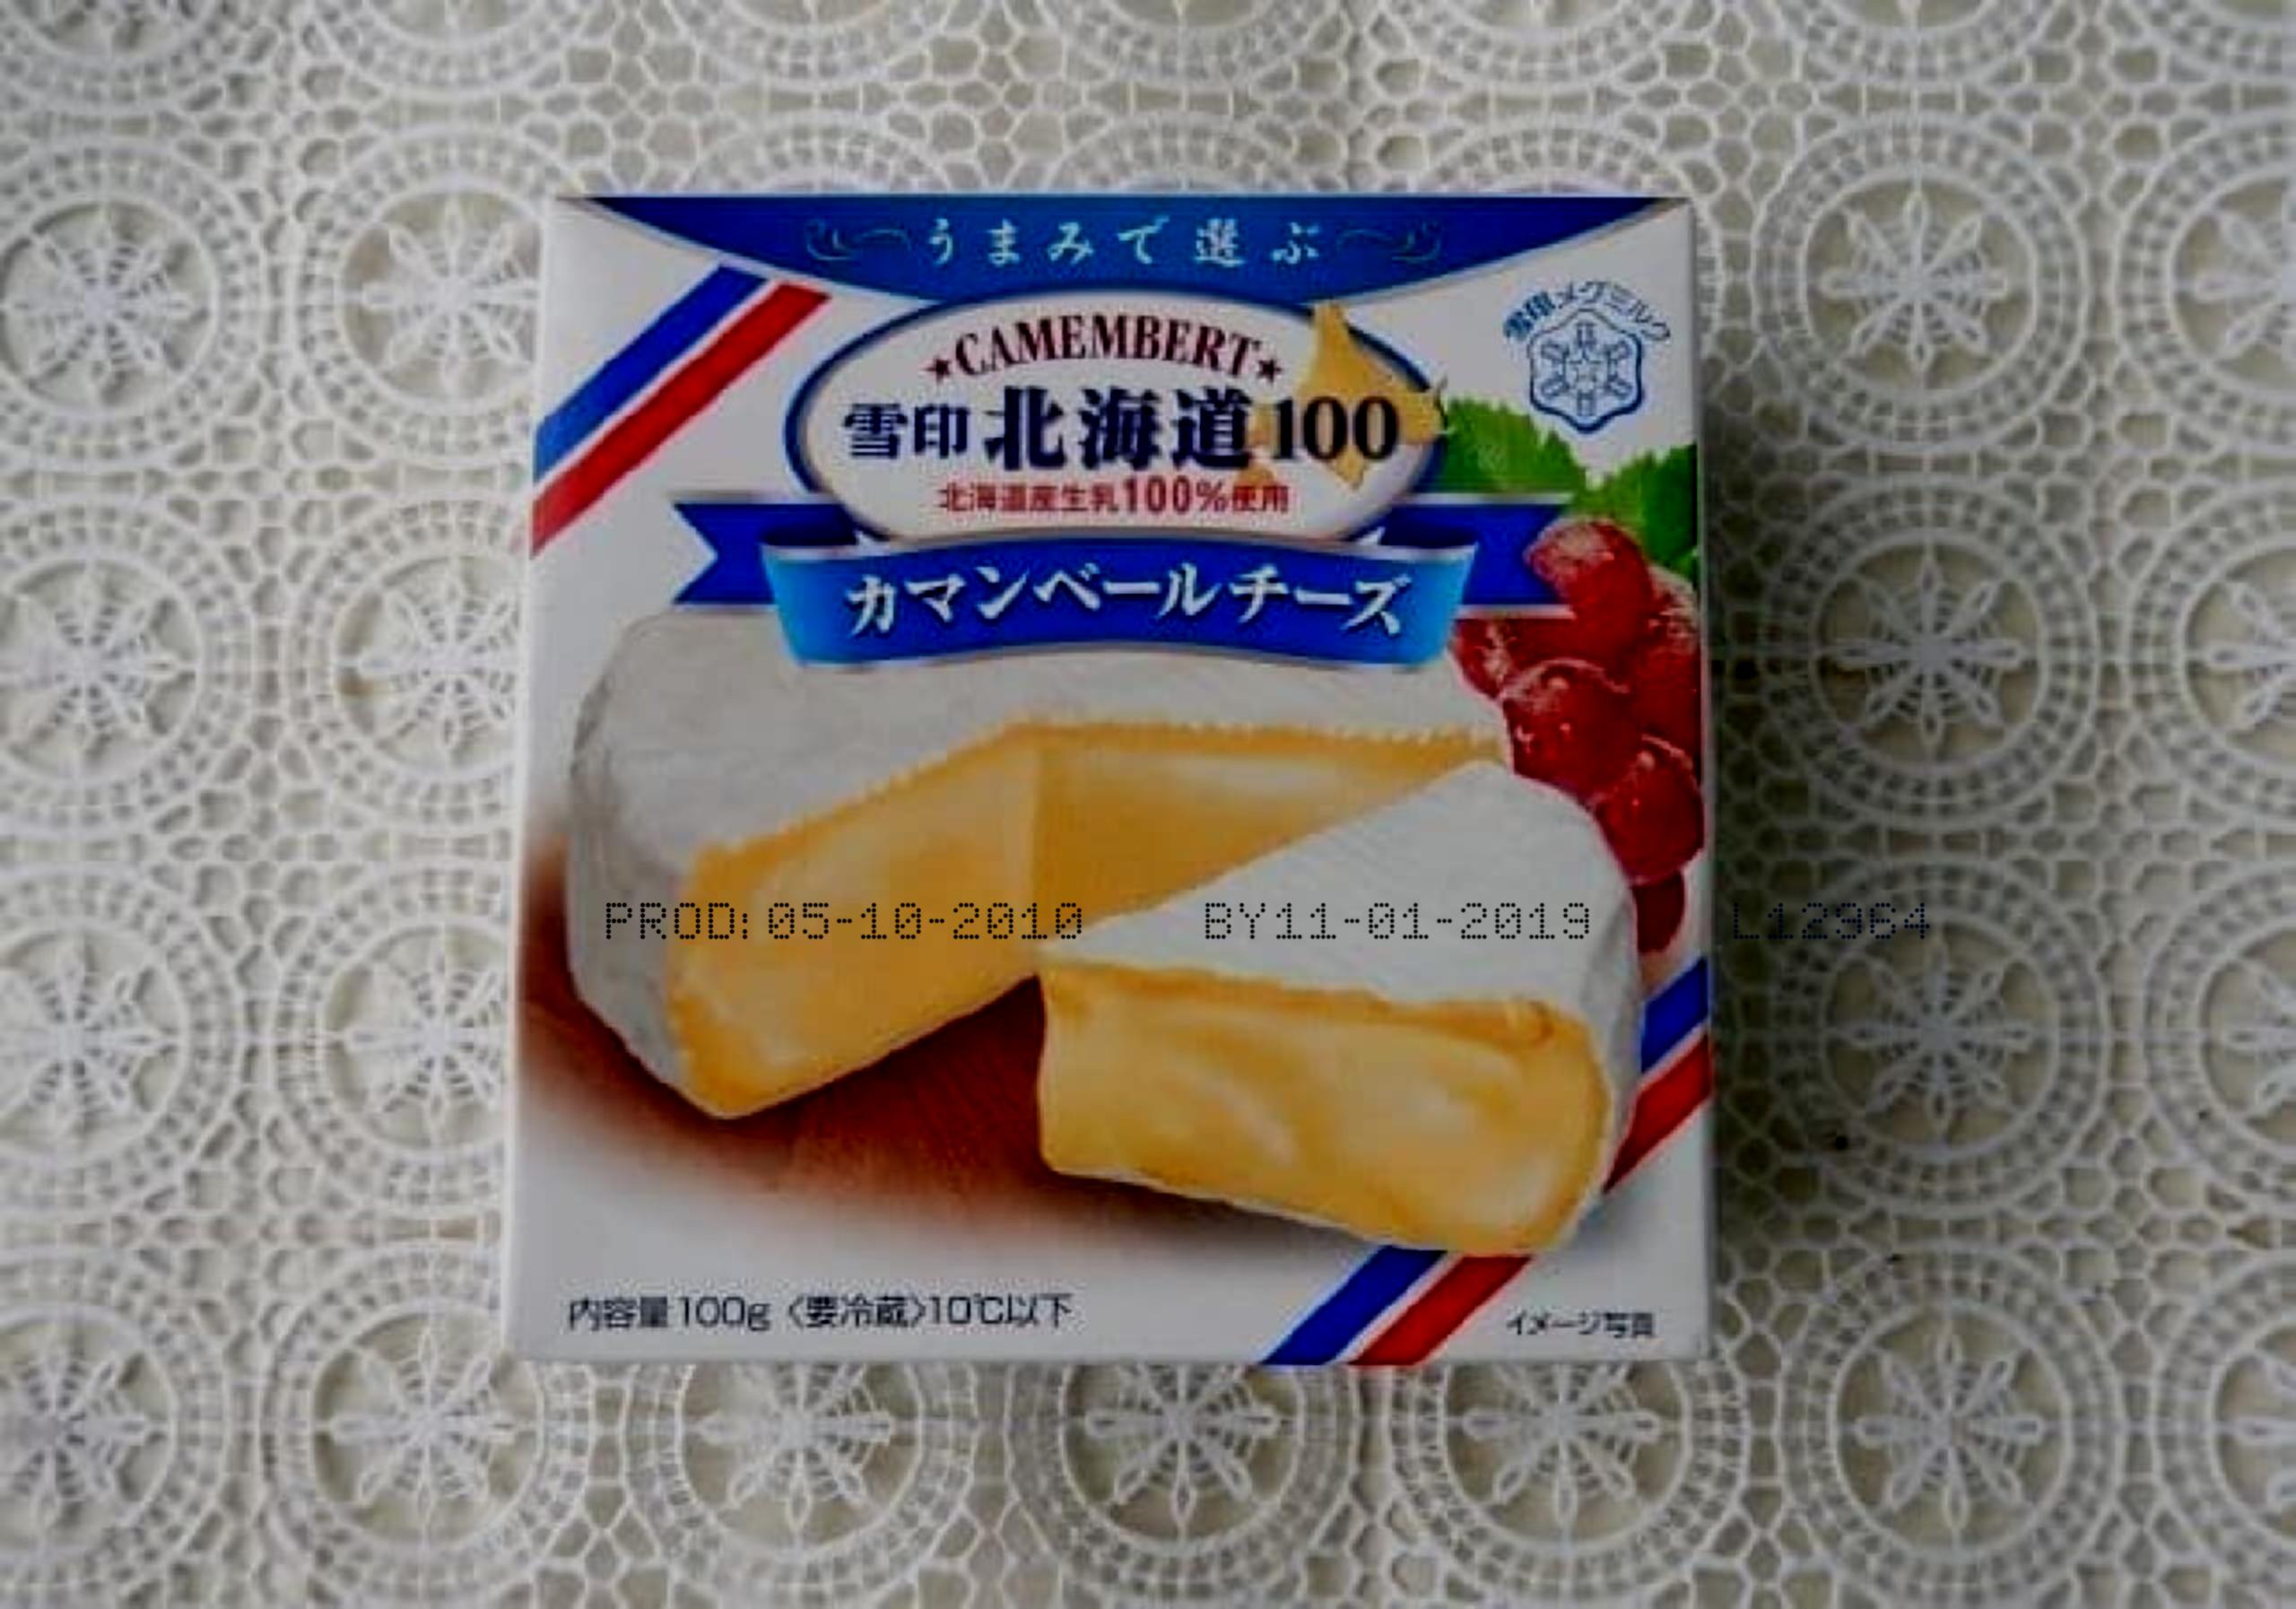 うまみで選ぶ
★CAMEMBERT★
雪印メグミルク
雪印 北海道100
北海道産生乳100%使用
カマンベールチーズ
PROD:05-10-2010 BY11-01-2019 L12964
内容量100g〈要冷蔵〉10℃以下
イメージ写真